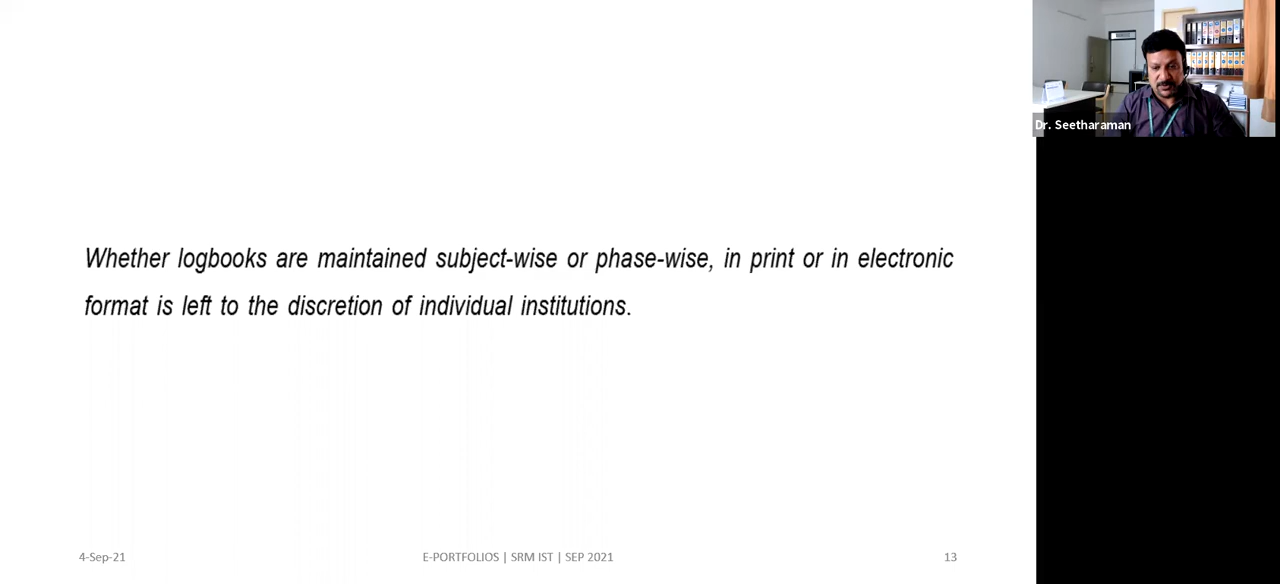 Dr. Seetharaman
Whether logbooks are maintained subject-wise or phase-wise, in print or in electronic
format is left to the discretion of individual institutions.
4-Sep-21
E-PORTFOLIOS | SRM IST | SEP 2021
13